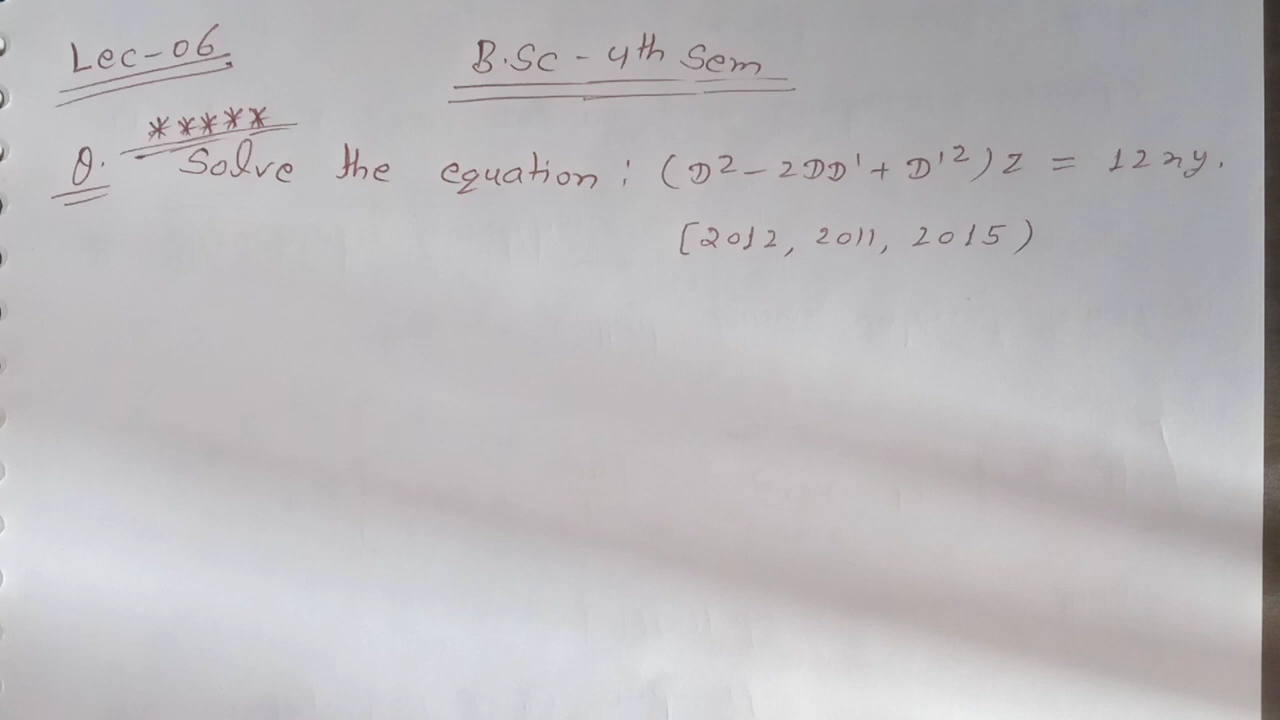 Lec-06
B.Sc - 4th Sem
*****
Q. Solve the equation : (D² - 2DD' + D'²)Z = 12xy.
[2012, 2011, 2015)